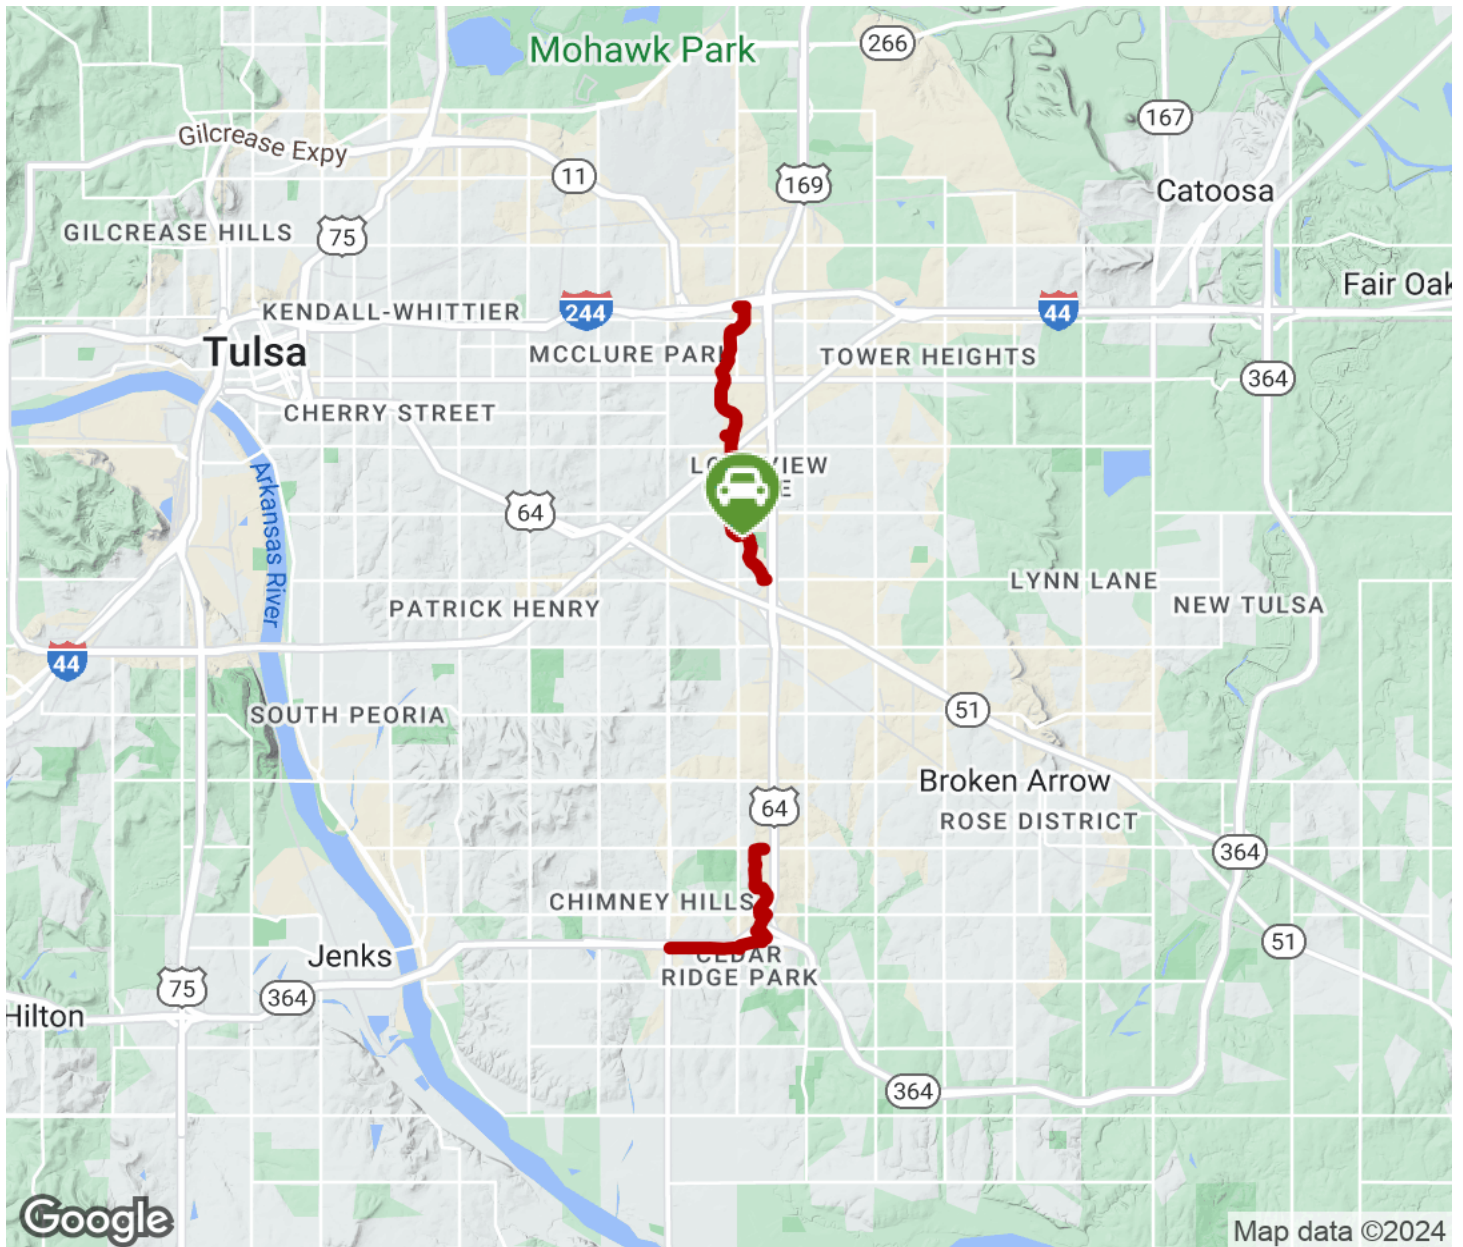 Mohawk Park
266
167
Gilcrease Expy
11
169
Catoosa
GILCREASE HILLS
75
Fair Oak
KENDALL-WHITTIER
244
44
Tulsa
MCCLURE PARK
TOWER HEIGHTS
364
CHERRY STREET
Arkansas River
64
LYNN LANE
PATRICK HENRY
NEW TULSA
44
SOUTH PEORIA
51
Broken Arrow
64
ROSE DISTRICT
364
CHIMNEY HILLS
51
Jenks
CEDAR
RIDGE PARK
75
364
Hilton
364
Google
Map data ©2024